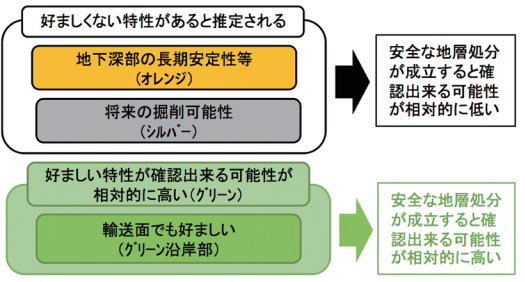 好ましくない特性があると推定される
地下深部の長期安定性等
(オレンジ)
将来の掘削可能性
(シルバー)
安全な地層処分
が成立すると確
認出来る可能性
が相対的に低い
好ましい特性が確認出来る可能性が
相対的に高い(グリーン)
輸送面でも好ましい
(グリーン沿岸部)
安全な地層処分
が成立すると確
認出来る可能性
が相対的に高い